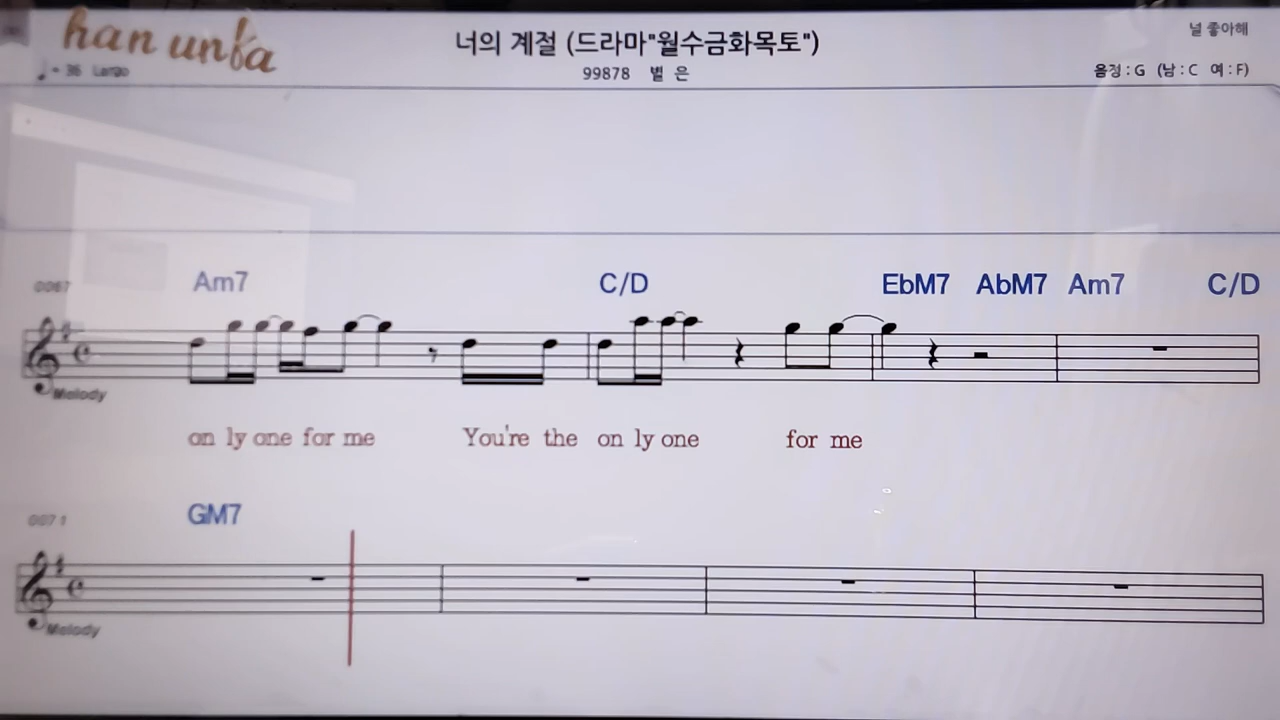 han unfa
너의 계절 (드라마"월수금화목토")
널 좋아해
♩= 36 Largo
99878 별 은
음정 : G (남 : C 여 : F)
0067 Am7 C/D EbM7 AbM7 Am7 C/D
Melody
on ly one for me You're the on ly one for me
0071 GM7
Melody